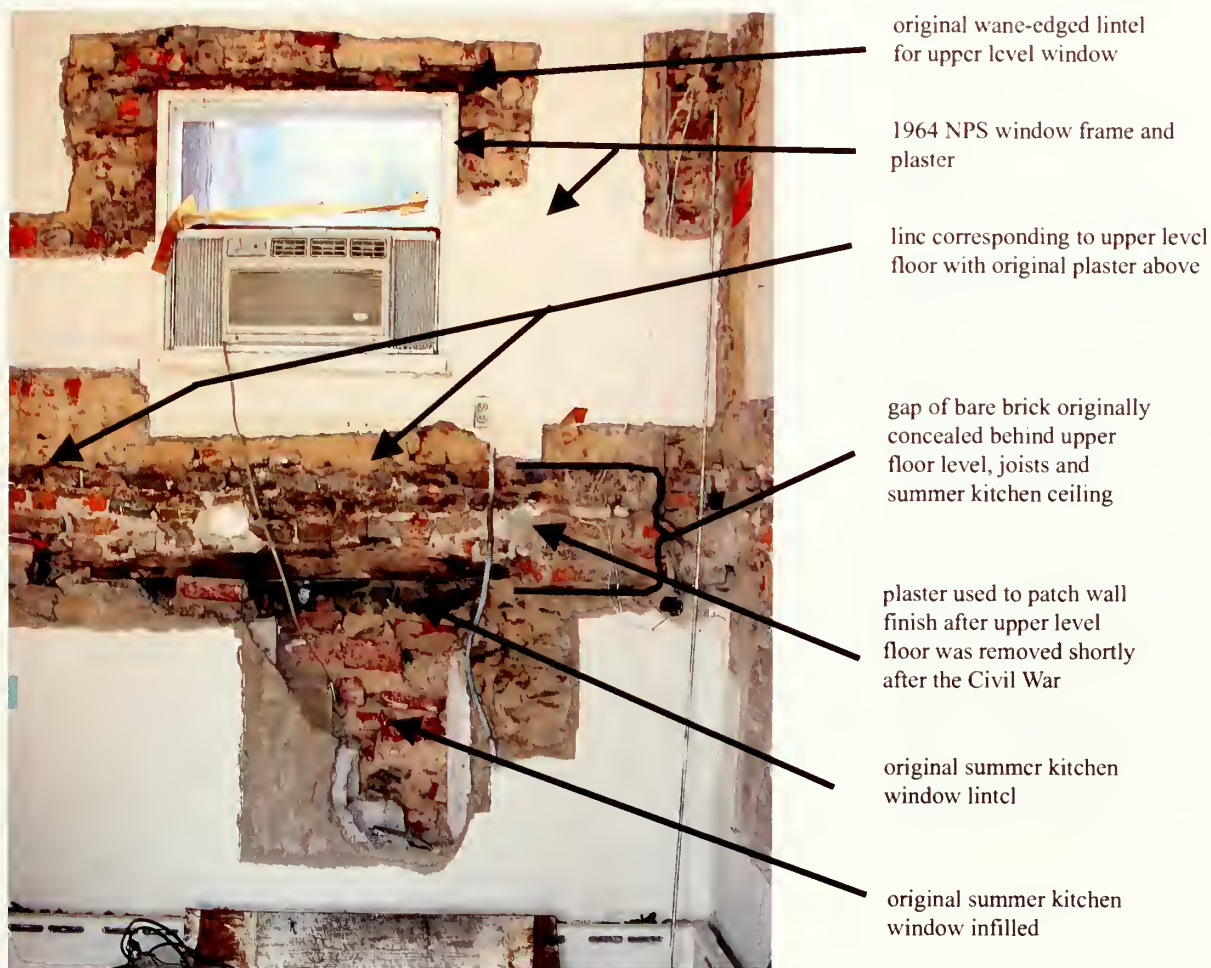 original wane-edged lintel
for upper level window
1964 NPS window frame and
plaster
line corresponding to upper level
floor with original plaster above
gap of bare brick originally
concealed behind upper
floor level, joists and
summer kitchen ceiling
plaster used to patch wall
finish after upper level
floor was removed shortly
after the Civil War
original summer kitchen
window lintel
original summer kitchen
window infilled